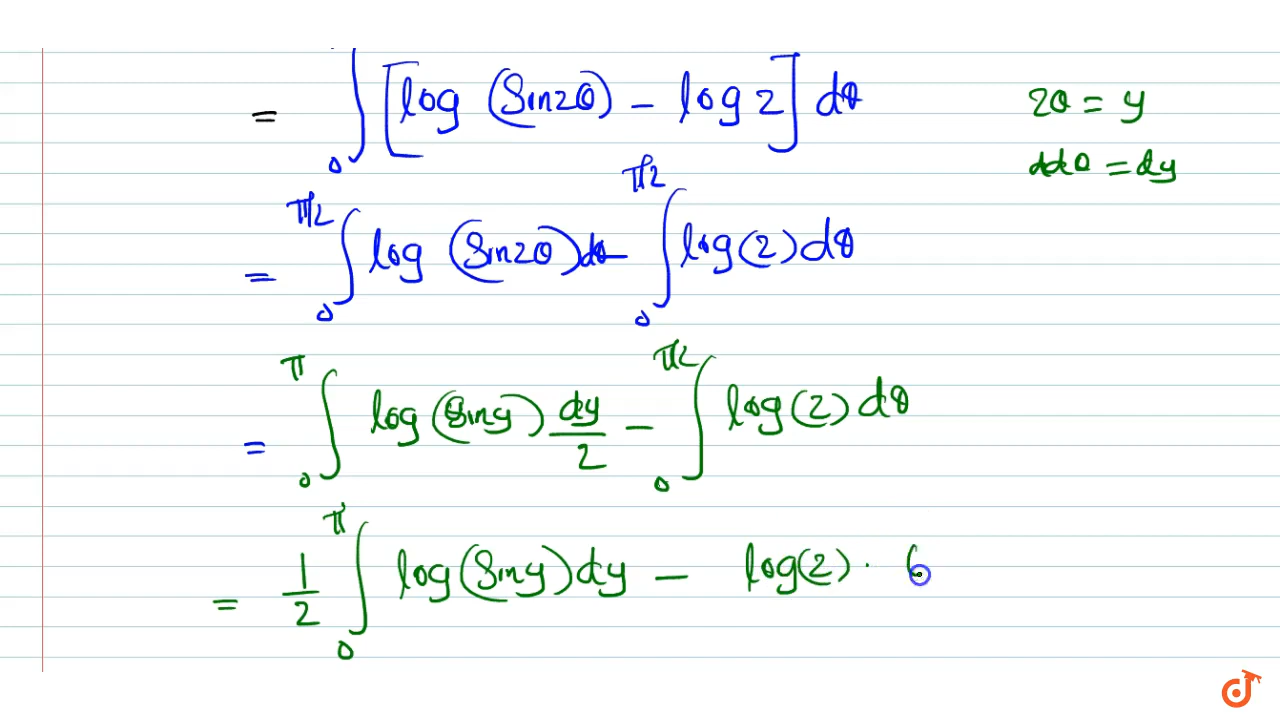 = ∫₀ [log (sin2θ) − log 2] dθ
2θ = y
2dθ = dy
= ∫₀^(π/2) log (sin2θ) dθ − ∫₀^(π/2) log(2) dθ
= ∫₀^π log(siny) dy/2 − ∫₀^(π/2) log(2) dθ
= 1/2 ∫₀^π log(siny) dy − log(2) · (